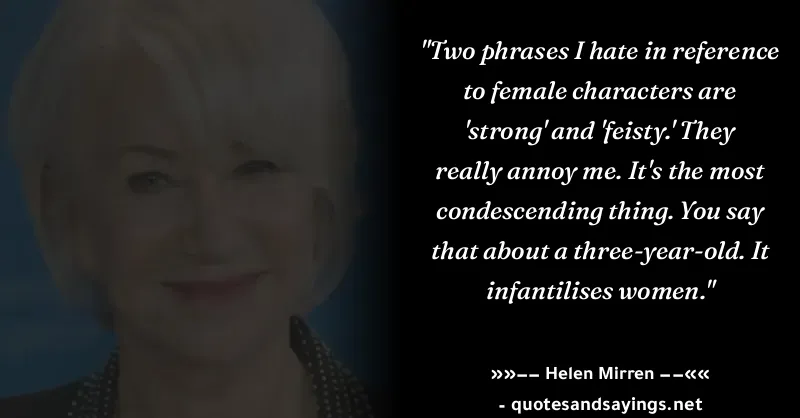 "Two phrases I hate in reference
to female characters are
'strong' and 'feisty.' They
really annoy me. It's the most
condescending thing. You say
that about a three-year-old. It
infantilises women."
»»–– Helen Mirren ––««
- quotesandsayings.net